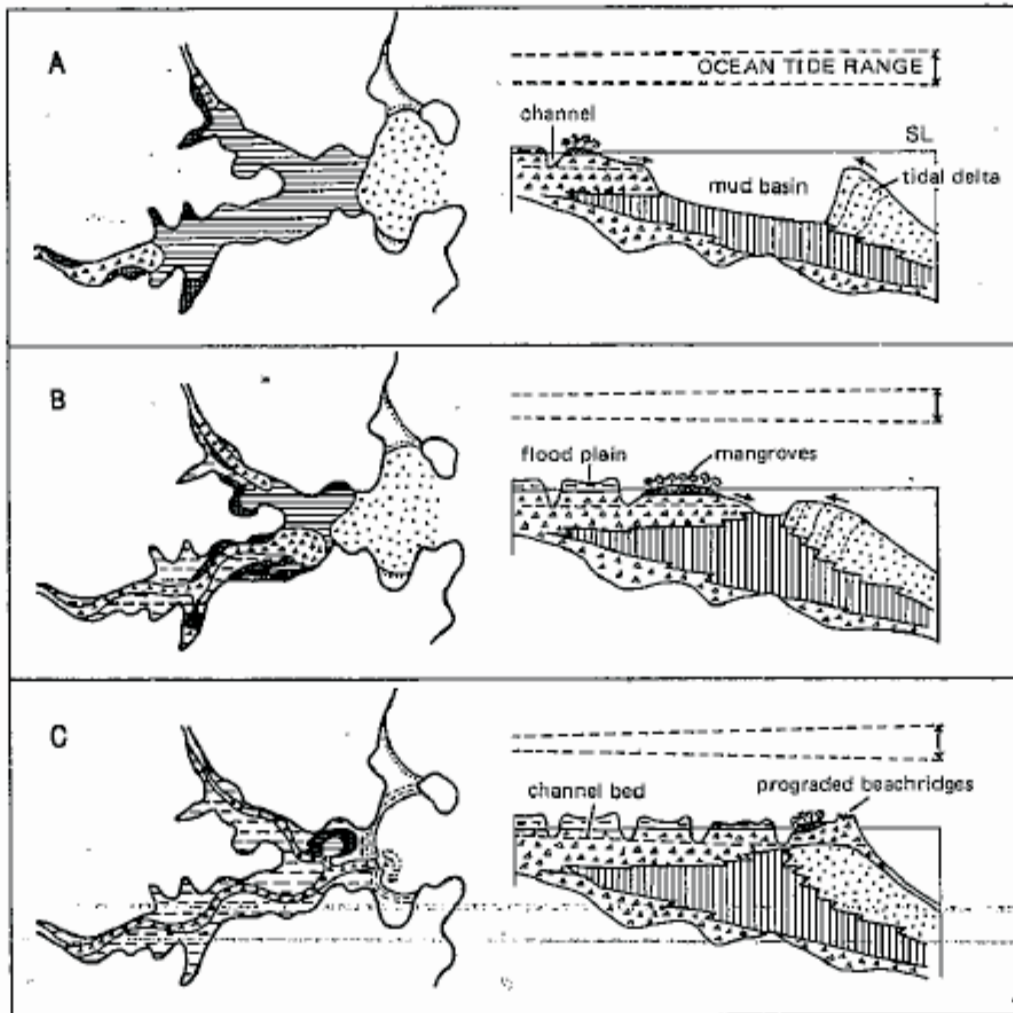 A
OCEAN TIDE RANGE
channel
SL
mud basin
tidal delta
B
flood plain
mangroves
C
channel bed
prograded beachridges